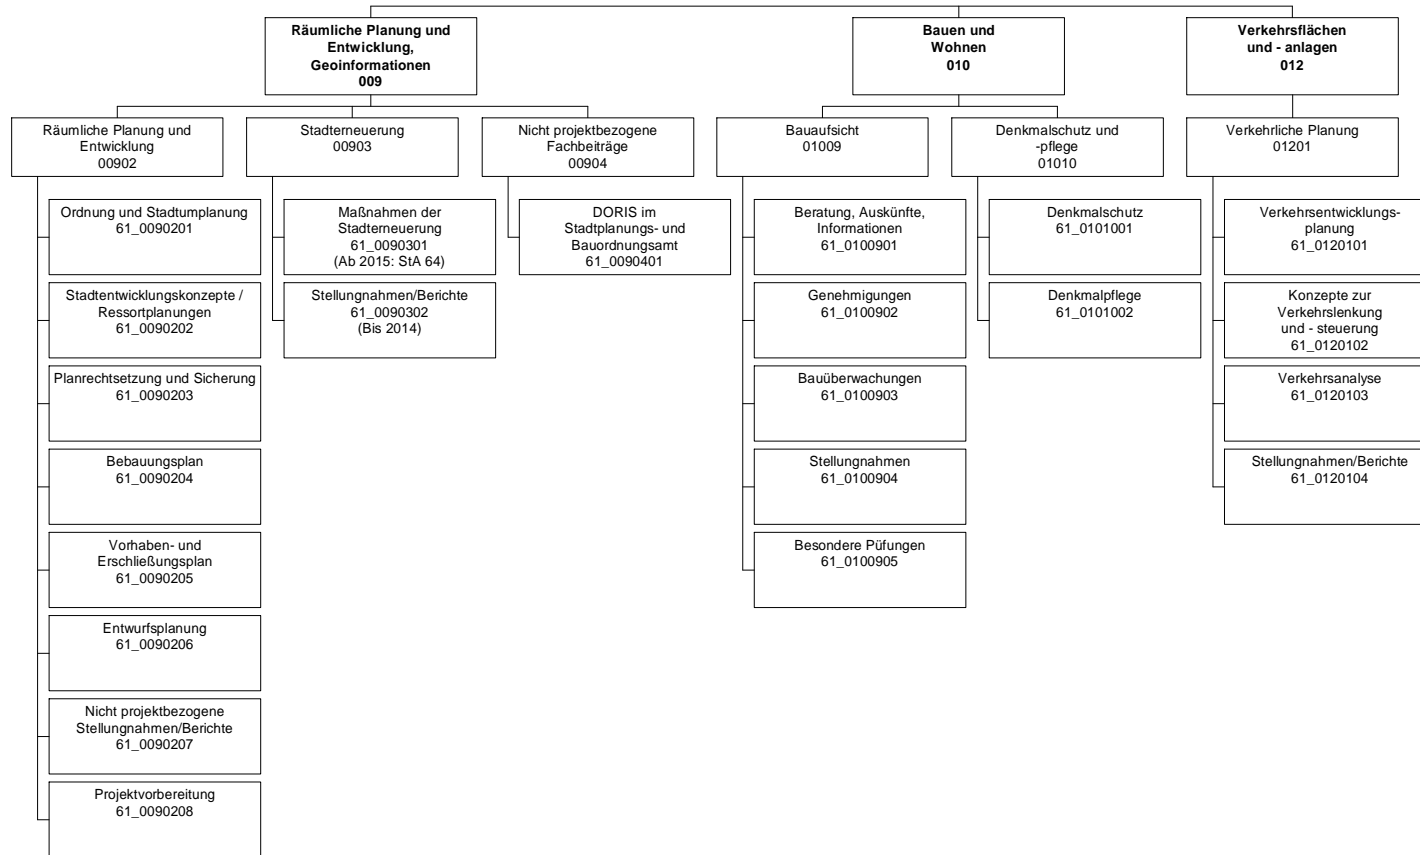 Räumliche Planung und
Entwicklung,
Geoinformationen
009
Bauen und
Wohnen
010
Verkehrsflächen
und - anlagen
012
Räumliche Planung und
Entwicklung
00902
Stadterneuerung
00903
Nicht projektbezogene
Fachbeiträge
00904
Bauaufsicht
01009
Denkmalschutz und
-pflege
01010
Verkehrliche Planung
01201
Ordnung und Stadtumplanung
61_0090201
Stadtentwicklungskonzepte /
Ressortplanungen
61_0090202
Planrechtsetzung und Sicherung
61_0090203
Bebauungsplan
61_0090204
Vorhaben- und
Erschließungsplan
61_0090205
Entwurfsplanung
61_0090206
Nicht projektbezogene
Stellungnahmen/Berichte
61_0090207
Projektvorbereitung
61_0090208
Maßnahmen der
Stadterneuerung
61_0090301
(Ab 2015: StA 64)
Stellungnahmen/Berichte
61_0090302
(Bis 2014)
DORIS im
Stadtplanungs- und
Bauordnungsamt
61_0090401
Beratung, Auskünfte,
Informationen
61_0100901
Genehmigungen
61_0100902
Bauüberwachungen
61_0100903
Stellungnahmen
61_0100904
Besondere Püfungen
61_0100905
Denkmalschutz
61_0101001
Denkmalpflege
61_0101002
Verkehrsentwicklungs-
planung
61_0120101
Konzepte zur
Verkehrslenkung
und - steuerung
61_0120102
Verkehrsanalyse
61_0120103
Stellungnahmen/Berichte
61_0120104